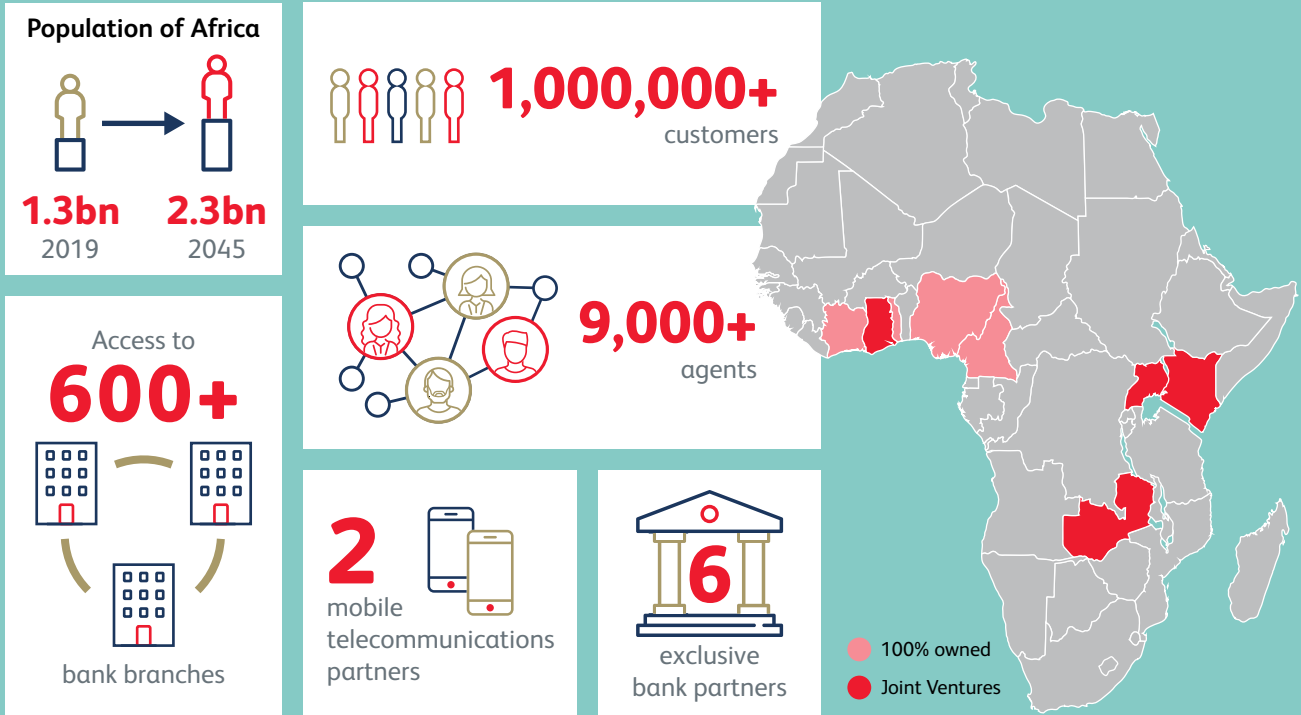 Population of Africa
1.3bn
2019
2.3bn
2045
1,000,000+
customers
9,000+
agents
Access to
600+
bank branches
2
mobile
telecommunications
partners
6
exclusive
bank partners
100% owned
Joint Ventures